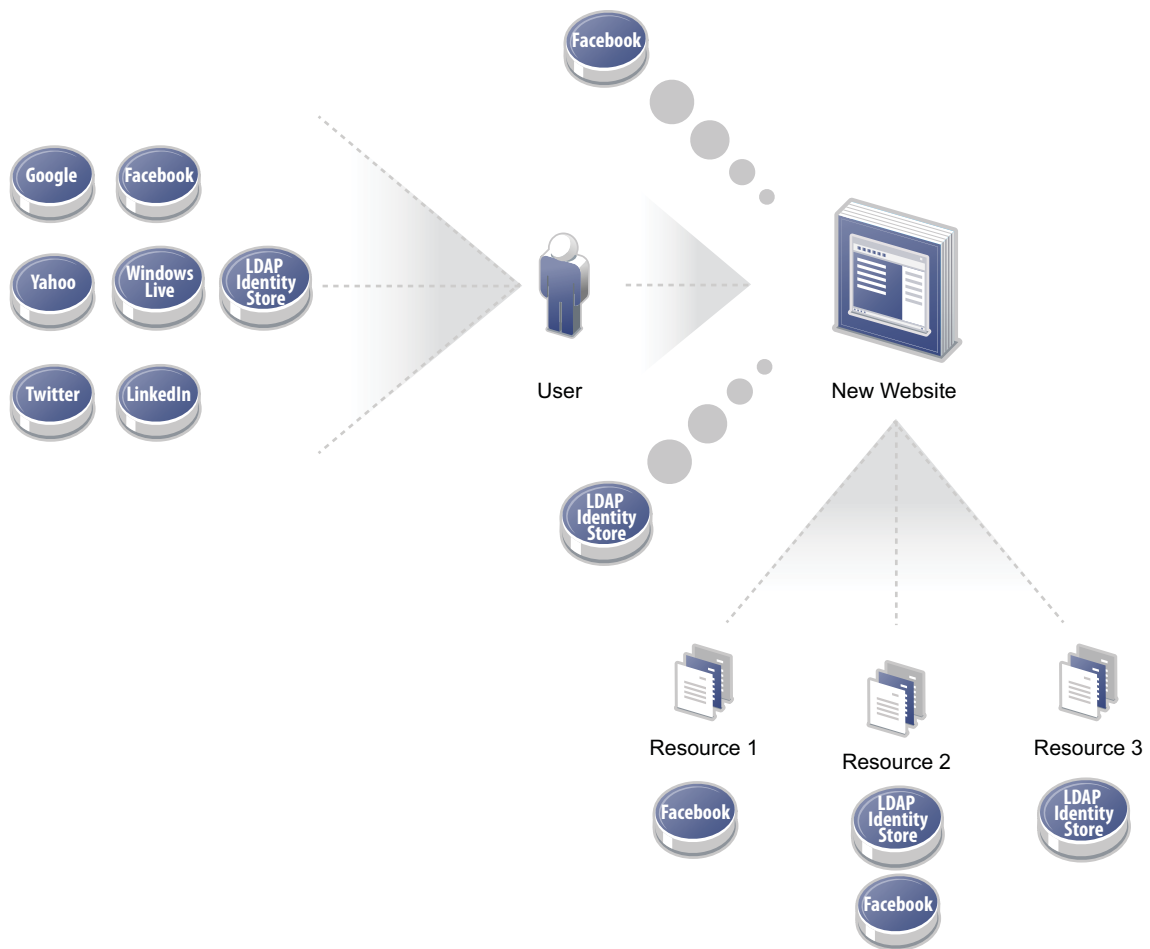 Facebook
Google
Facebook
Yahoo
Windows
Live
LDAP
Identity
Store
Twitter
LinkedIn
User
New Website
LDAP
Identity
Store
Resource 1
Resource 2
Resource 3
Facebook
LDAP
Identity
Store
Facebook
LDAP
Identity
Store